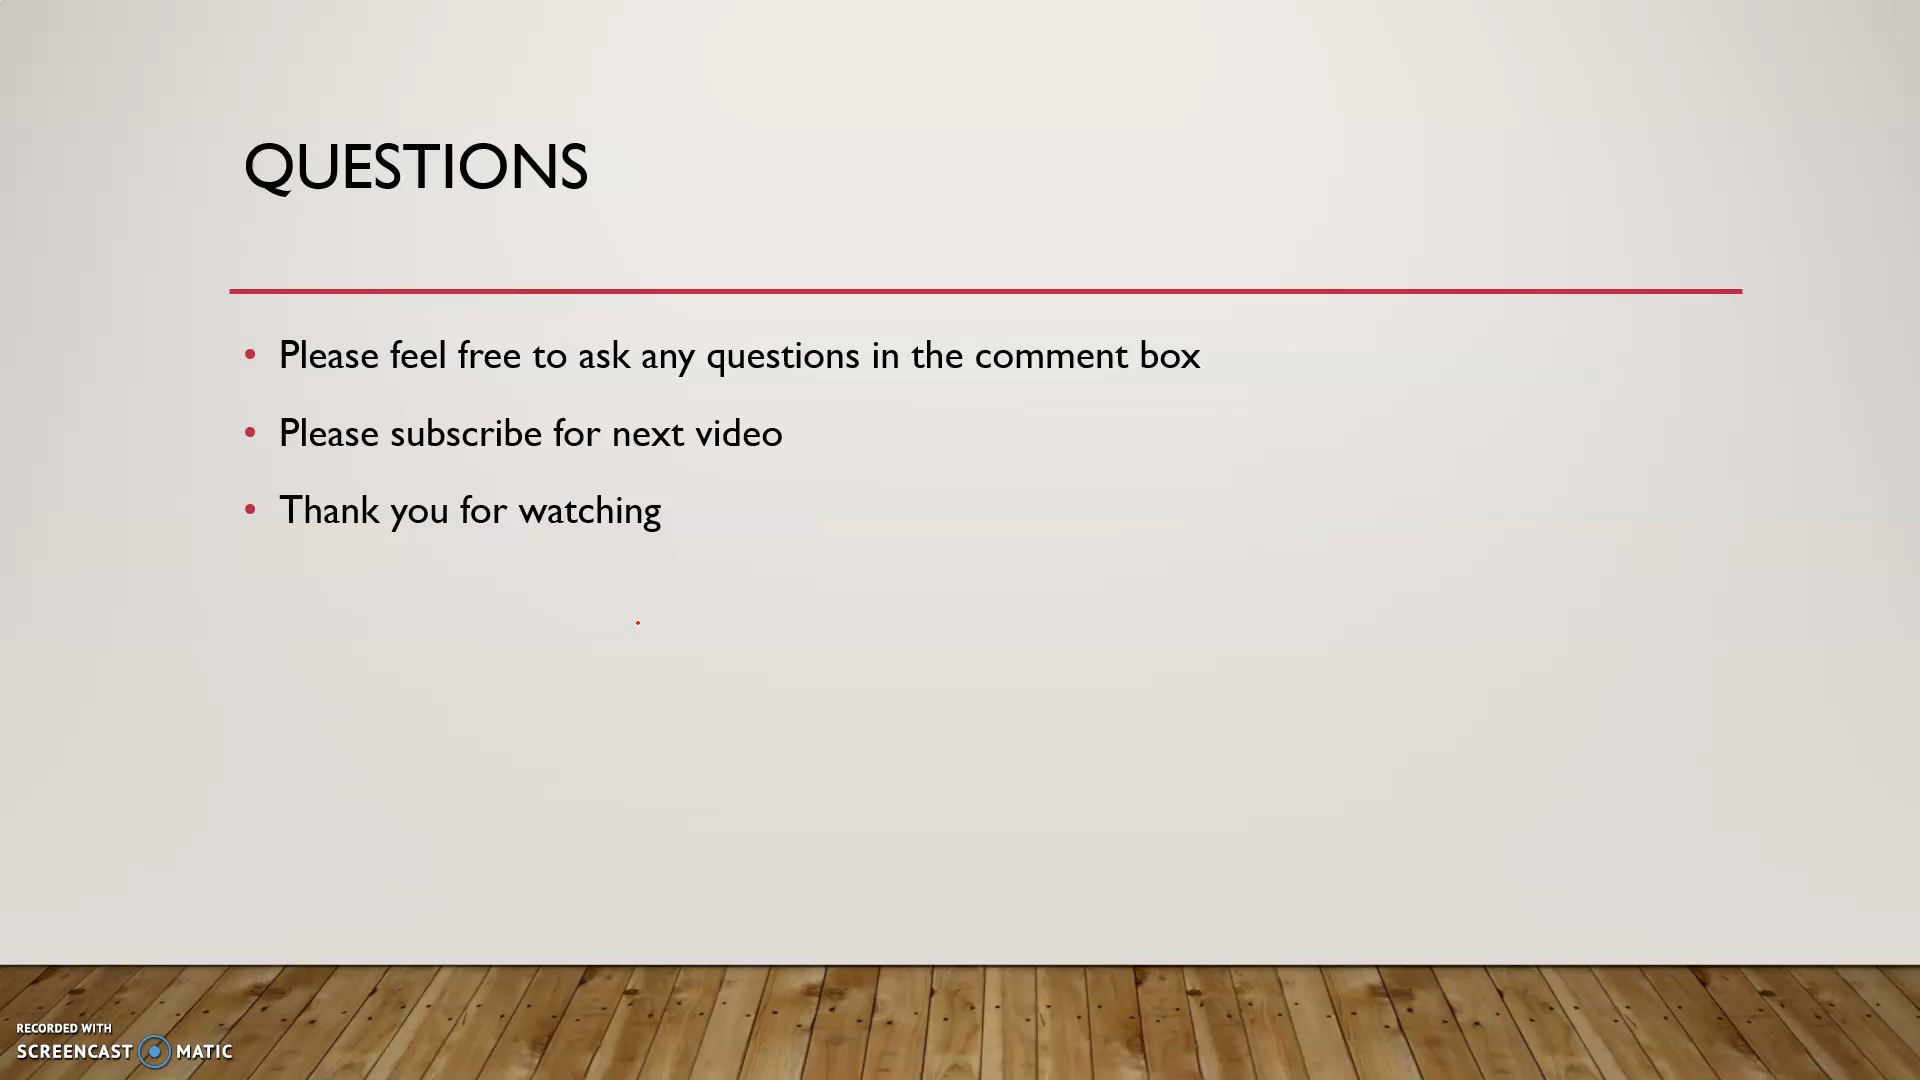 QUESTIONS
• Please feel free to ask any questions in the comment box
• Please subscribe for next video
• Thank you for watching
RECORDED WITH
SCREENCAST MATIC